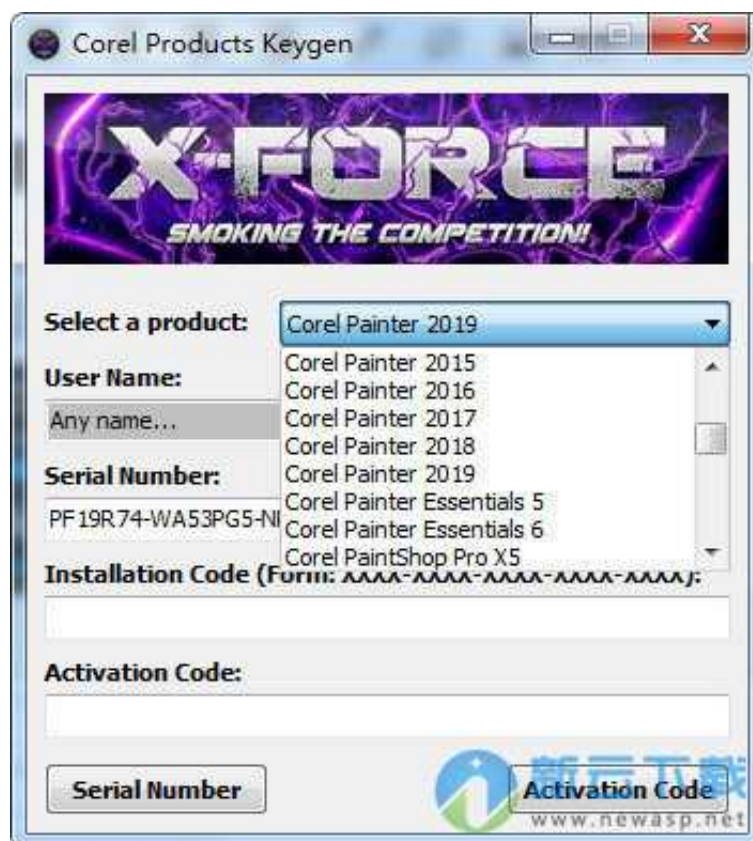 Corel Products Keygen
X-FORCE
SMOKING THE COMPETITION!
Select a product:
Corel Painter 2019
Corel Painter 2015
Corel Painter 2016
Corel Painter 2017
Corel Painter 2018
Corel Painter 2019
Corel Painter Essentials 5
Corel Painter Essentials 6
Corel PaintShop Pro X5
User Name:
Any name...
Serial Number:
PF19R74-WA53PG5-
Installation Code (Form: XXXX-XXXX-XXXX-XXXX-XXXX):
Activation Code:
Serial Number
Activation Code
新云下载
www.newasp.net